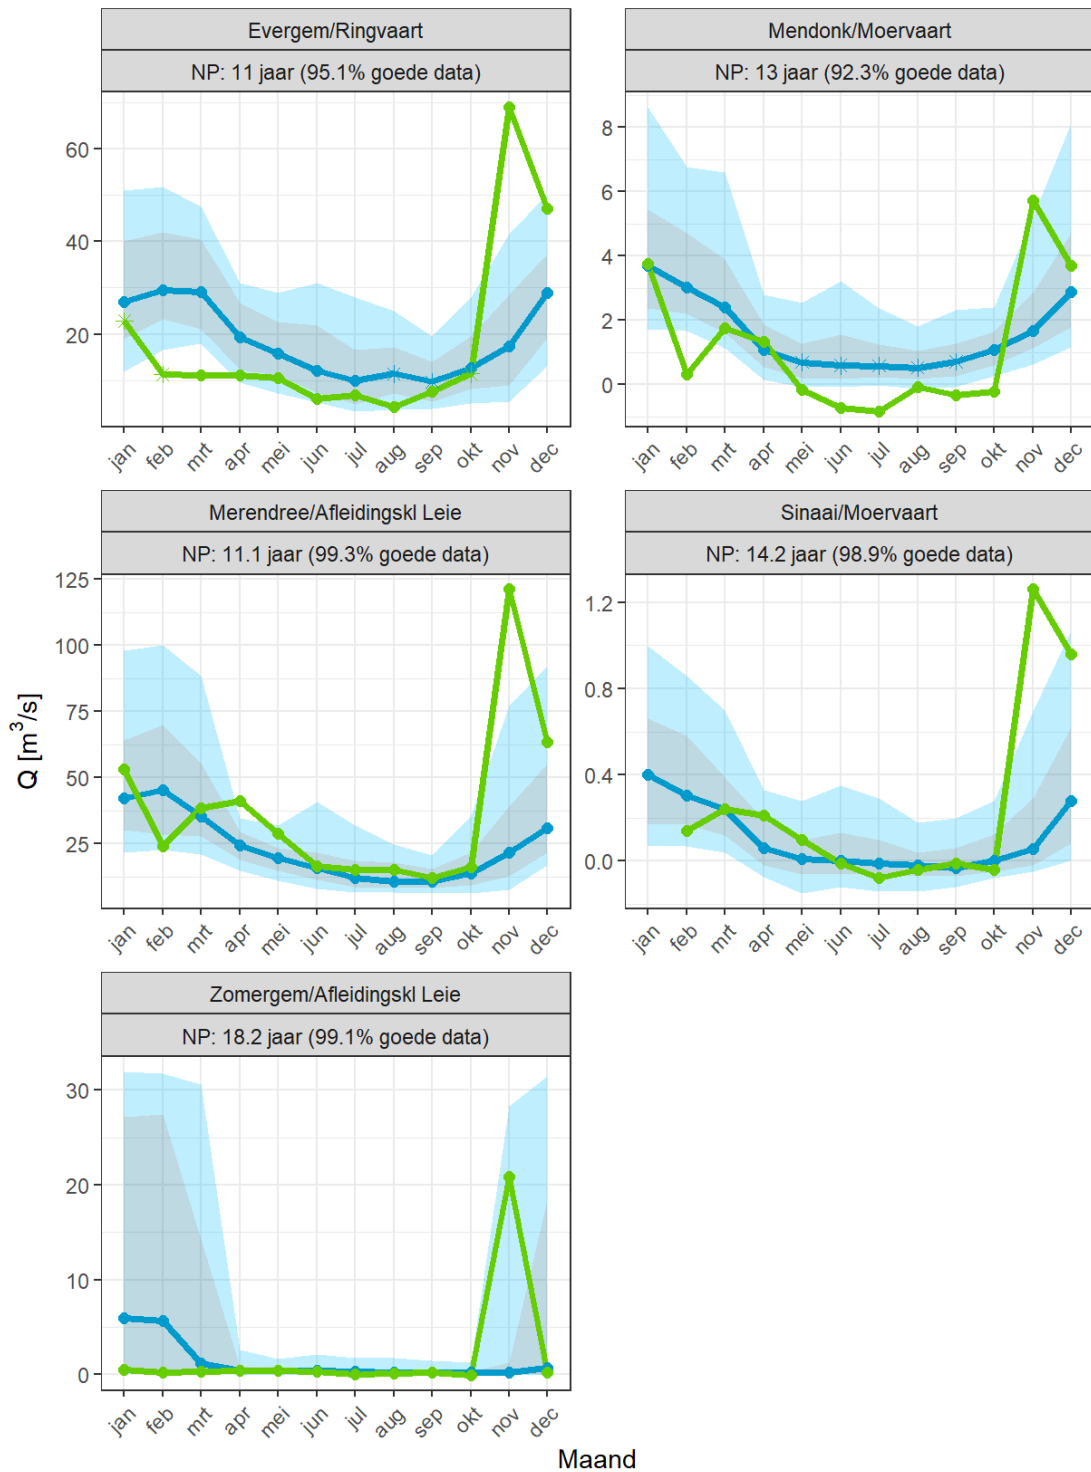 Evergem/Ringvaart
NP: 11 jaar (95.1% goede data)
60
40
20
jan feb mrt apr mei jun jul aug sep okt nov dec
Mendonk/Moervaart
NP: 13 jaar (92.3% goede data)
8
6
4
2
0
jan feb mrt apr mei jun jul aug sep okt nov dec
Merendree/Afleidingskl Leie
NP: 11.1 jaar (99.3% goede data)
125
100
75
50
25
jan feb mrt apr mei jun jul aug sep okt nov dec
Sinaai/Moervaart
NP: 14.2 jaar (98.9% goede data)
1.2
0.8
0.4
0.0
jan feb mrt apr mei jun jul aug sep okt nov dec
Zomergem/Afleidingskl Leie
NP: 18.2 jaar (99.1% goede data)
30
20
10
0
jan feb mrt apr mei jun jul aug sep okt nov dec
Q [m³/s]
Maand